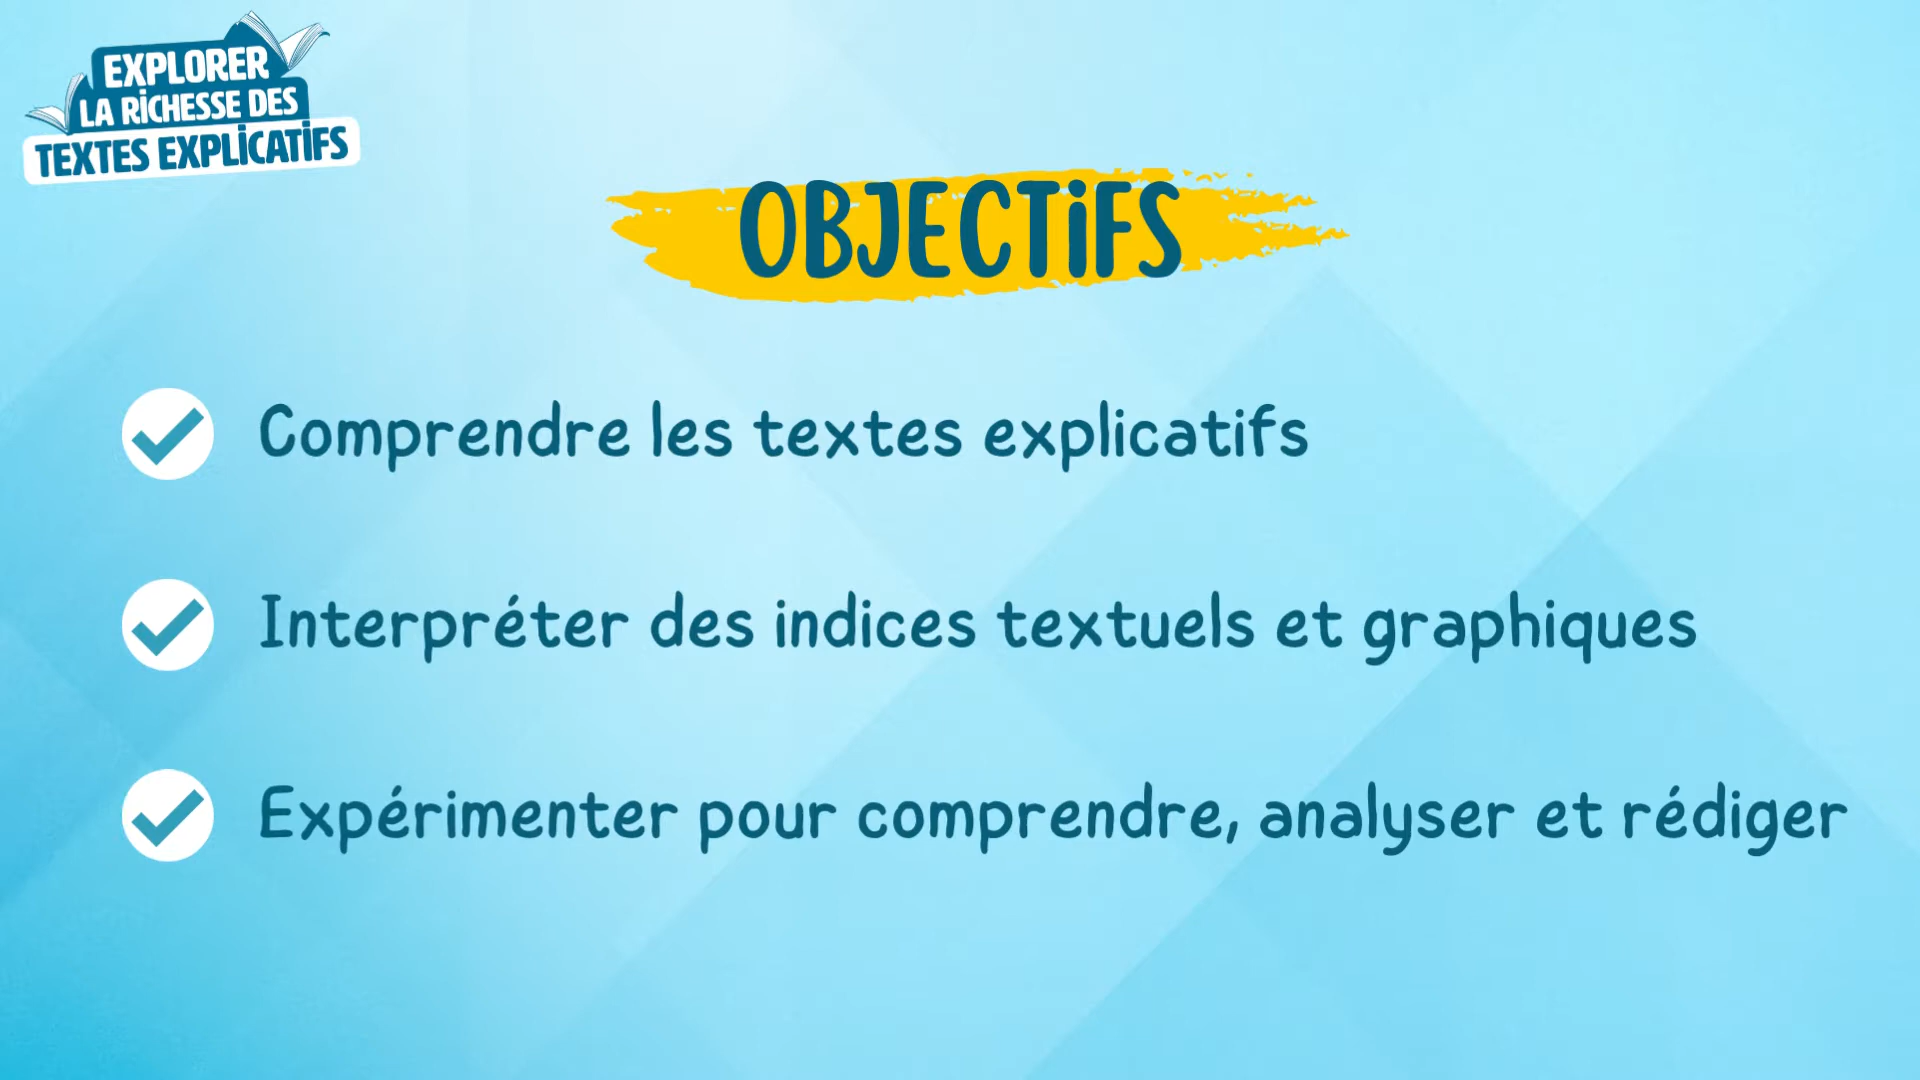 EXPLORER
LA RICHESSE DES
TEXTES EXPLICATIFS
OBJECTIFS
Comprendre les textes explicatifs
Interpréter des indices textuels et graphiques
Expérimenter pour comprendre, analyser et rédiger